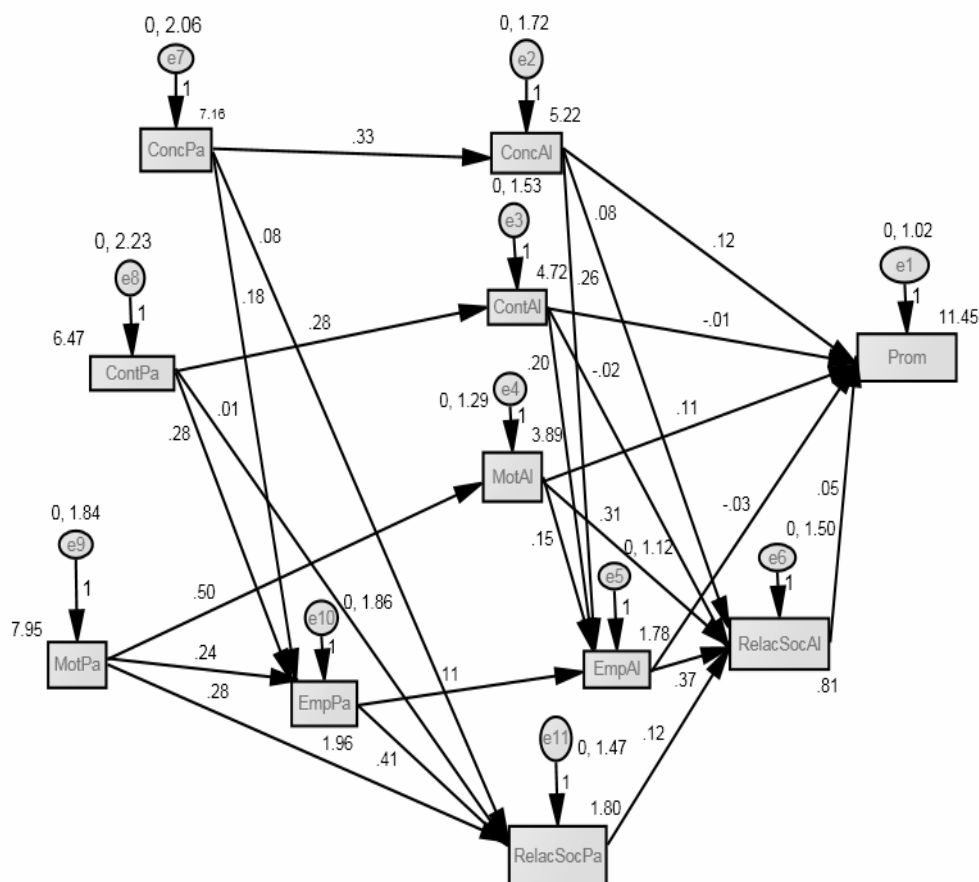 0, 2.06
0, 1.72
e7
e2
1
1
7.16
5.22
ConcPa
.33
ConcAl
0, 1.53
.08
.12
0, 1.02
e3
e1
0, 2.23
.08
e8
1
1
4.72
.26
1
.18
ContAl
-.01
11.45
6.47
.28
Prom
ContPa
.20
-.02
e4
0, 1.29
1
.11
.01
.28
3.89
MotAl
.05
-.03
0, 1.84
.31
.15
0, 1.12
0, 1.50
e9
e6
e5
1
1
.50
0, 1.86
1
e10
7.95
1
1.78
RelacSocAl
MotPa
.24
EmpAl
11
.37
.28
EmpPa
.81
e11
1.96
.12
0, 1.47
.41
1
1.80
RelacSocPa